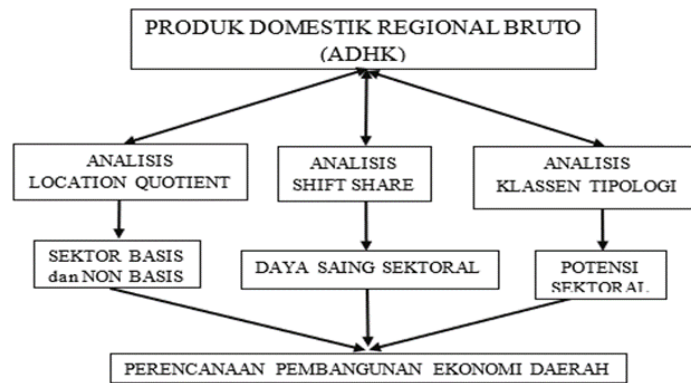 PRODUK DOMESTIK REGIONAL BRUTO
(ADHK)
ANALISIS
LOCATION QUOTIENT
ANALISIS
SHIFT SHARE
ANALISIS
KLASSEN TIPOLOGI
SEKTOR BASIS
dan NON BASIS
DAYA SAING SEKTORAL
POTENSI
SEKTORAL
PERENCANAAN PEMBANGUNAN EKONOMI DAERAH